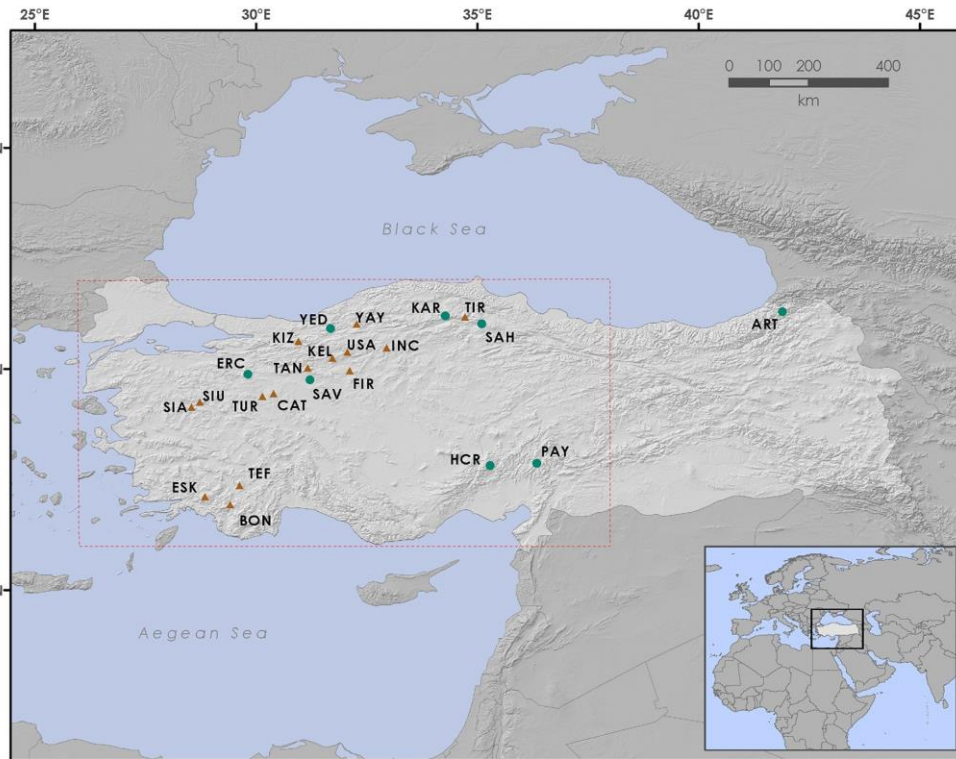 25°E 30°E 35°E 40°E 45°E
0 100 200 400
km
Black Sea
KAR TIR
YED YAY
SAH
ART
KIZ
USA
INC
KEL
ERC
TAN
FIR
SIU
SAV
SIA
TUR
CAT
HCR
PAY
TEF
ESK
BON
Aegean Sea
N
N
N